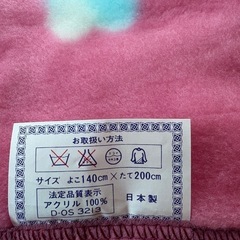 お取扱い方法
サイズ よこ140cm×たて200cm
法定品質表示
アクリル 100%
D-OS 3213
日本製